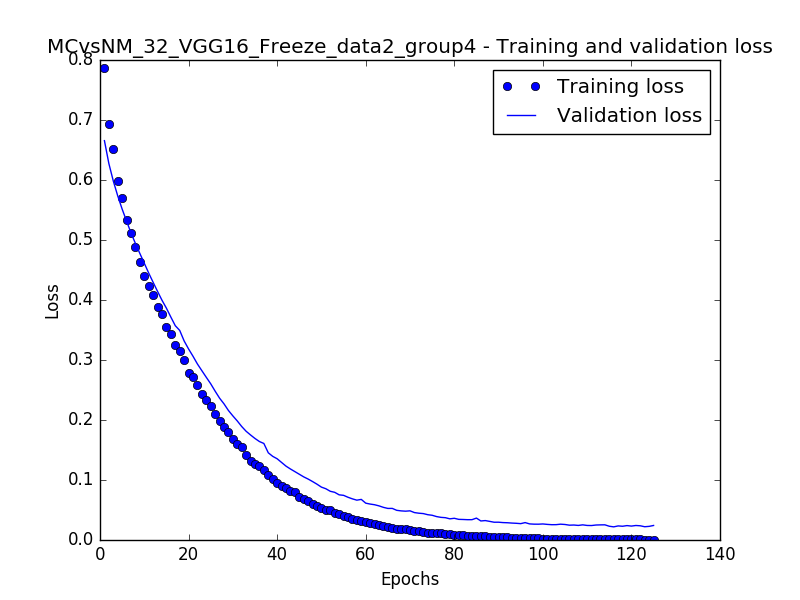 MCvsNM_32_VGG16_Freeze_data2_group4 - Training and validation loss
Training loss
Validation loss
0.8
0.7
0.6
0.5
0.4
0.3
0.2
0.1
0.0
Loss
0 20 40 60 80 100 120 140
Epochs